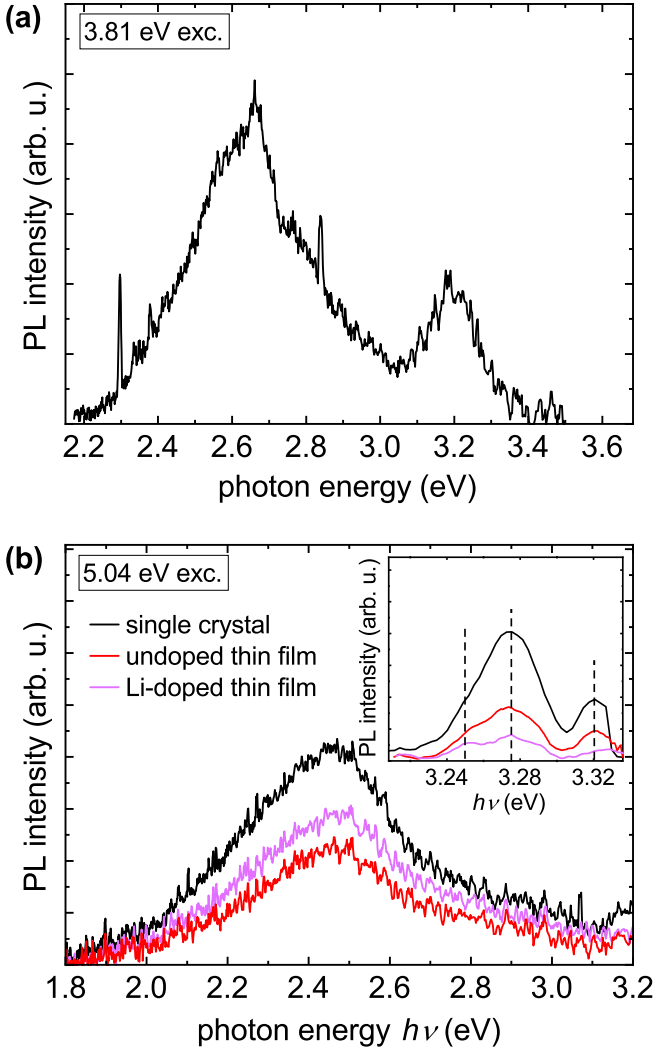 (a)
3.81 eV exc.
PL intensity (arb. u.)
2.2 2.4 2.6 2.8 3.0 3.2 3.4 3.6
photon energy (eV)
(b)
5.04 eV exc.
single crystal
undoped thin film
Li-doped thin film
PL intensity (arb. u.)
3.24 3.28 3.32
hν (eV)
PL intensity (arb. u.)
1.8 2.0 2.2 2.4 2.6 2.8 3.0 3.2
photon energy hν (eV)